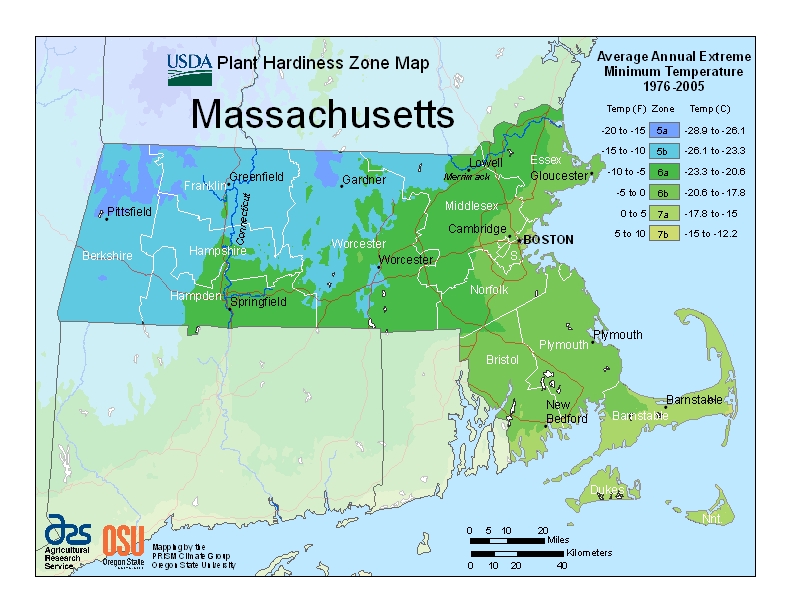 USDA Plant Hardiness Zone Map
Massachusetts
Average Annual Extreme
Minimum Temperature
1976-2005
Temp (F) Zone Temp (C)
-20 to -15 5a -28.9 to -26.1
-15 to -10 5b -26.1 to -23.3
-10 to -5 6a -23.3 to -20.6
-5 to 0 6b -20.6 to -17.8
0 to 5 7a -17.8 to -15
5 to 10 7b -15 to -12.2
Lowell
Merrimack
Essex
Gloucester
Greenfield
Franklin
Gardner
Connecticut
Middlesex
Pittsfield
Cambridge
BOSTON
S
Berkshire
Hampshire
Worcester
Worcester
Norfolk
Hampden
Springfield
Plymouth
Plymouth
Bristol
Barnstable
Barnstable
New
Bedford
Dukes
Nnt.
ars
Agricultural
Research
Service
OSU
Oregon State
UNIVERSITY
Mapping by the
PRISM Climate Group
Oregon State University
0 5 10 20
Miles
Kilometers
0 10 20 40